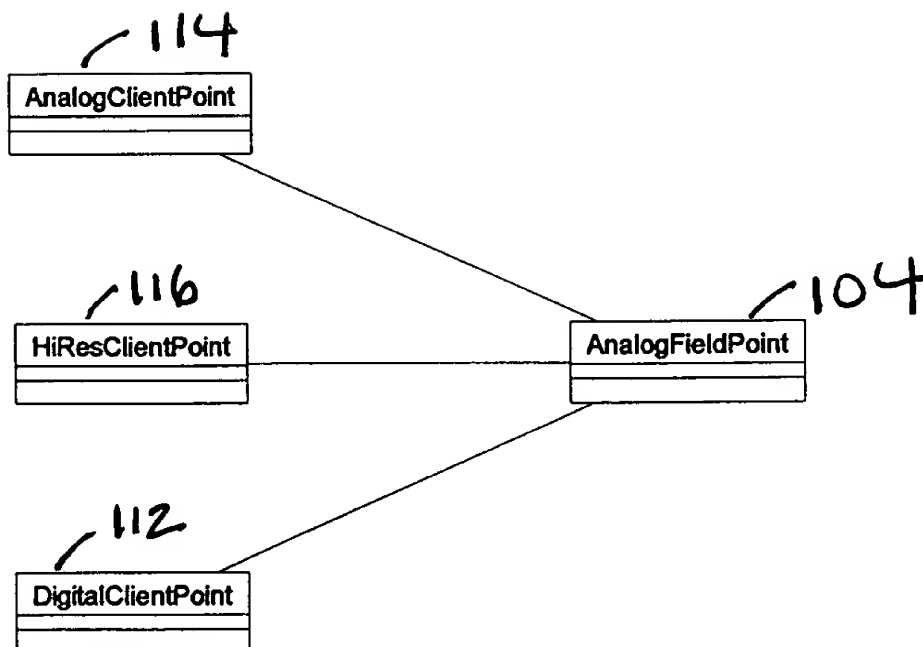 114
AnalogClientPoint
116
HiResClientPoint
104
AnalogFieldPoint
112
DigitalClientPoint